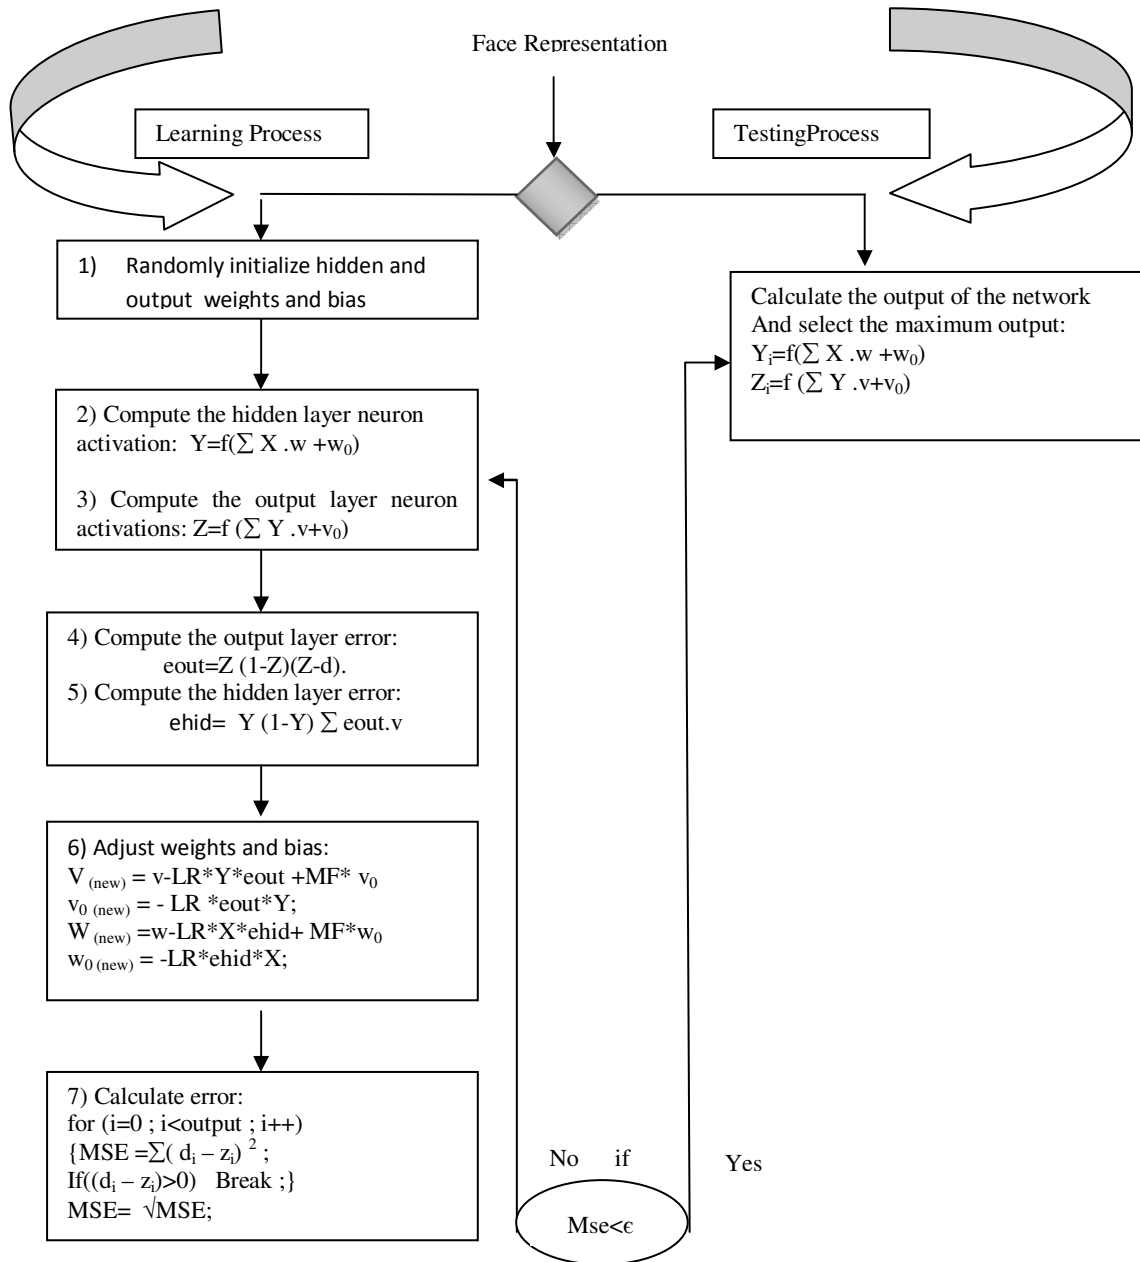 Face Representation
Learning Process
TestingProcess
1) Randomly initialize hidden and
output weights and bias
2) Compute the hidden layer neuron
activation: Y=f(∑ X .w +w₀)
3) Compute the output layer neuron
activations: Z=f (∑ Y .v+v₀)
4) Compute the output layer error:
eout=Z (1-Z)(Z-d).
5) Compute the hidden layer error:
ehid= Y (1-Y) ∑ eout.v
6) Adjust weights and bias:
V (new) = v-LR*Y*eout +MF* v₀
v₀ (new) = - LR *eout*Y;
W (new) =w-LR*X*ehid+ MF*w₀
w₀ (new) = -LR*ehid*X;
7) Calculate error:
for (i=0 ; i<output ; i++)
{MSE =∑( dᵢ – zᵢ) ² ;
If((dᵢ – zᵢ)>0) Break ;}
MSE= √MSE;
No if
Yes
Mse<ϵ
Calculate the output of the network
And select the maximum output:
Yᵢ=f(∑ X .w +w₀)
Zᵢ=f (∑ Y .v+v₀)